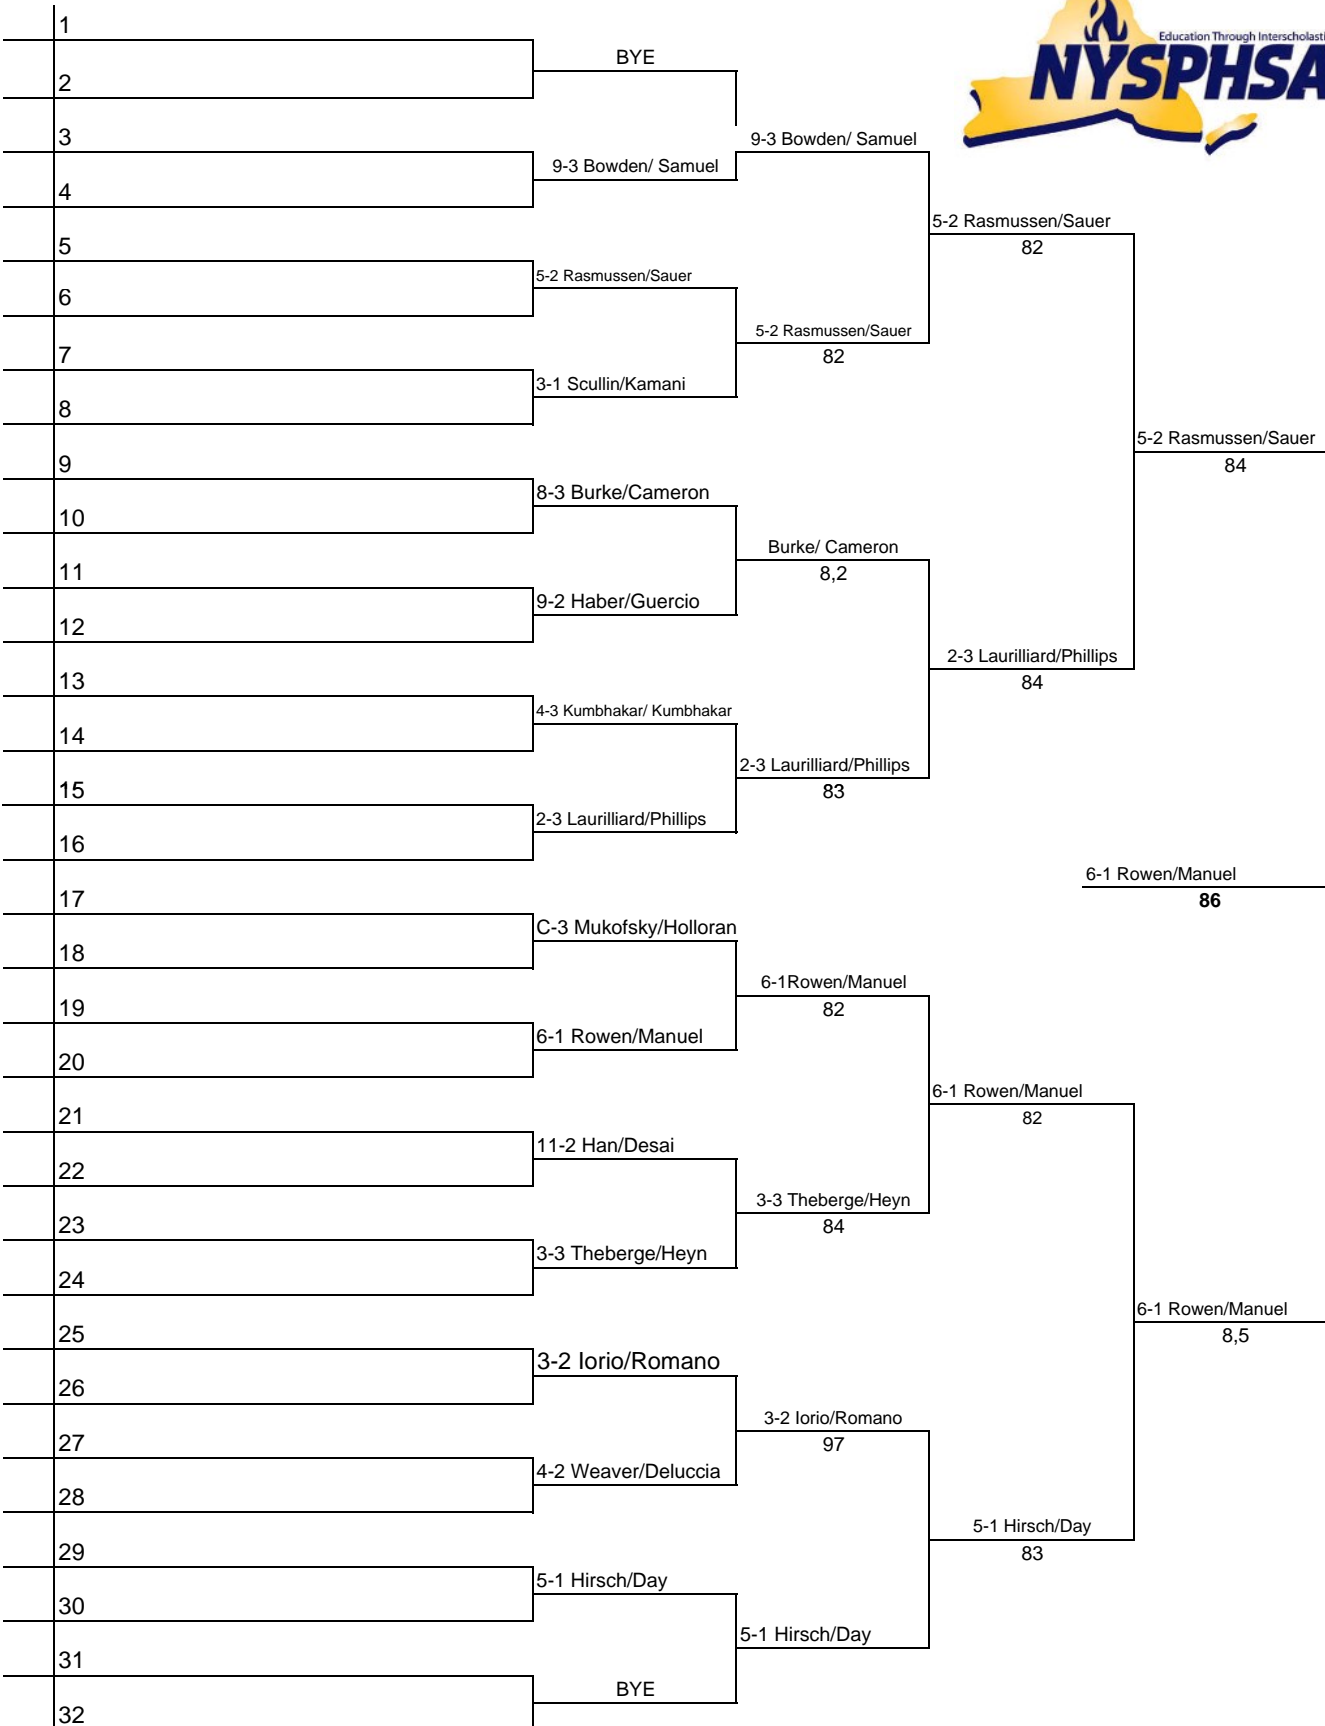 1
Education Through Interscholasti
BYE
NYSPHSA
2
3
9-3 Bowden/ Samuel
9-3 Bowden/ Samuel
4
5-2 Rasmussen/Sauer
5
82
5-2 Rasmussen/Sauer
6
5-2 Rasmussen/Sauer
7
82
3-1 Scullin/Kamani
8
5-2 Rasmussen/Sauer
9
84
8-3 Burke/Cameron
10
Burke/ Cameron
11
8,2
9-2 Haber/Guercio
12
2-3 Laurilliard/Phillips
13
84
4-3 Kumbhakar/ Kumbhakar
14
2-3 Laurilliard/Phillips
15
83
2-3 Laurilliard/Phillips
16
6-1 Rowen/Manuel
17
86
C-3 Mukofsky/Holloran
18
6-1Rowen/Manuel
19
82
6-1 Rowen/Manuel
20
6-1 Rowen/Manuel
21
82
11-2 Han/Desai
22
3-3 Theberge/Heyn
23
84
3-3 Theberge/Heyn
24
6-1 Rowen/Manuel
25
8,5
3-2 Iorio/Romano
26
3-2 Iorio/Romano
27
97
4-2 Weaver/Deluccia
28
5-1 Hirsch/Day
29
83
5-1 Hirsch/Day
30
5-1 Hirsch/Day
31
BYE
32